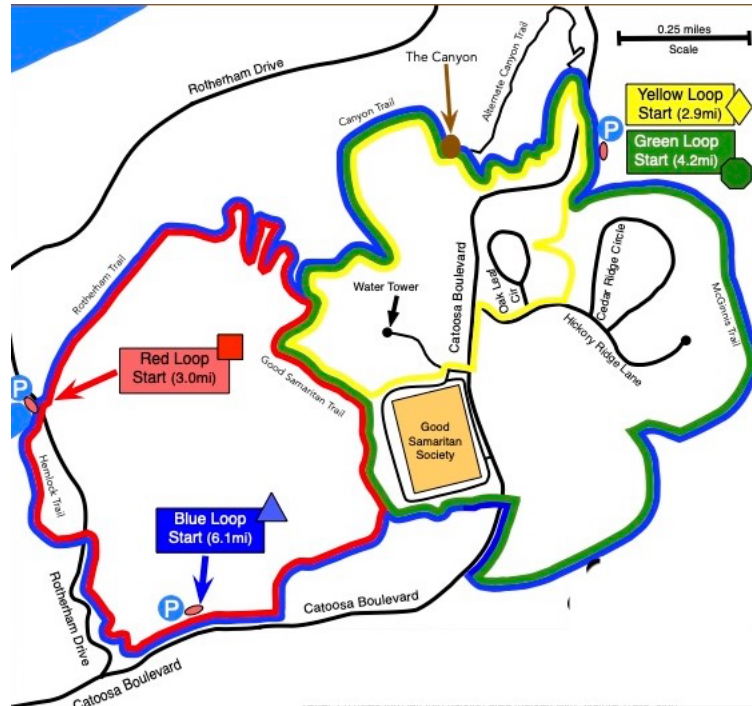 0.25 miles
Scale
Rotherham Drive
The Canyon
Alternate Canyon Trail
Canyon Trail
Yellow Loop
Start (2.9mi)
P
Green Loop
Start (4.2mi)
Rotherham Trail
Water Tower
Catoosa Boulevard
Oak Leaf
Cir
Cedar Ridge Circle
McGinnis Trail
Hickory Ridge Lane
Red Loop
Start (3.0mi)
Good Samaritan Trail
P
Good
Samaritan
Society
Hemlock Trail
Blue Loop
Start (6.1mi)
P
Rotherham Drive
Catoosa Boulevard
Catoosa Boulevard